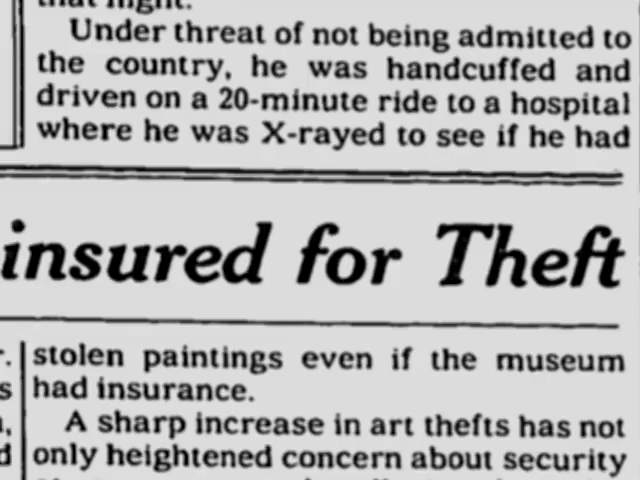 that night.
Under threat of not being admitted to
the country, he was handcuffed and
driven on a 20-minute ride to a hospital
where he was X-rayed to see if he had
insured for Theft
stolen paintings even if the museum
had insurance.
A sharp increase in art thefts has not
only heightened concern about security